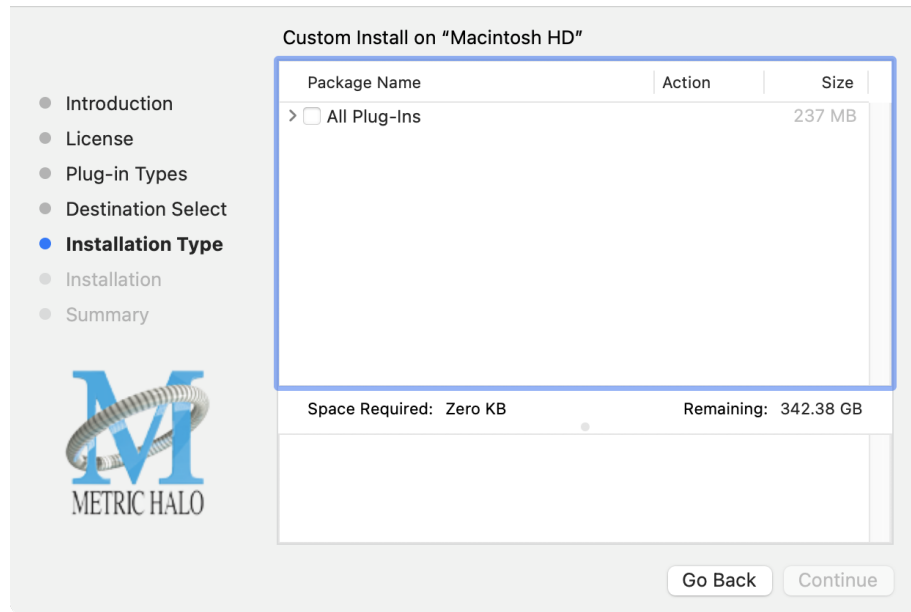 Custom Install on “Macintosh HD”
Introduction
License
Plug-in Types
Destination Select
Installation Type
Installation
Summary
METRIC HALO
Package Name Action Size
All Plug-Ins 237 MB
Space Required: Zero KB Remaining: 342.38 GB
Go Back Continue